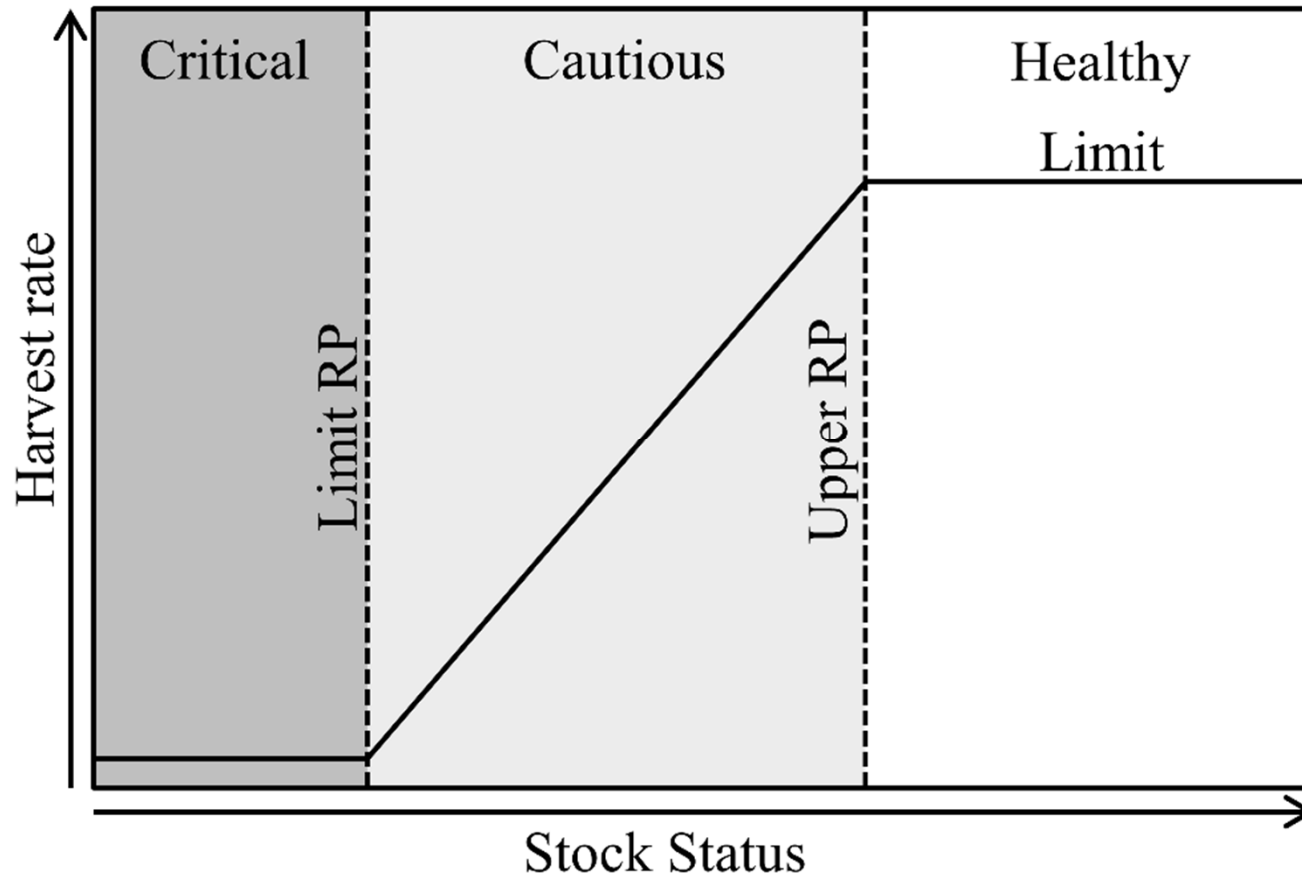 Critical
Cautious
Healthy
Limit
Harvest rate
Limit RP
Upper RP
Stock Status